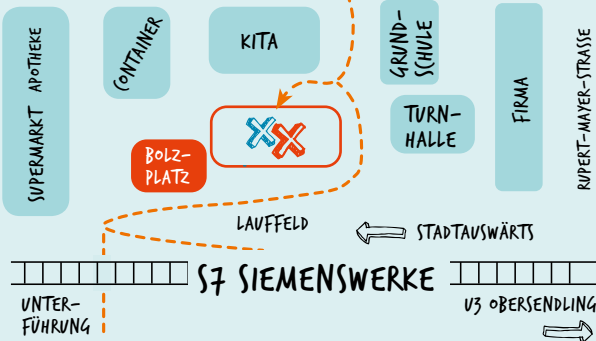 SUPERMARKT APOTHEKE
CONTAINER
KITA
GRUND-
SCHULE
TURN-
HALLE
FIRMA
RUPERT-MAYER-STRASSE
XX
BOLZ-
PLATZ
LAUFFELD
STADTAUSWÄRTS
S7 SIEMENSWERKE
UNTER-
FÜHRUNG
U3 OBERSENDLING